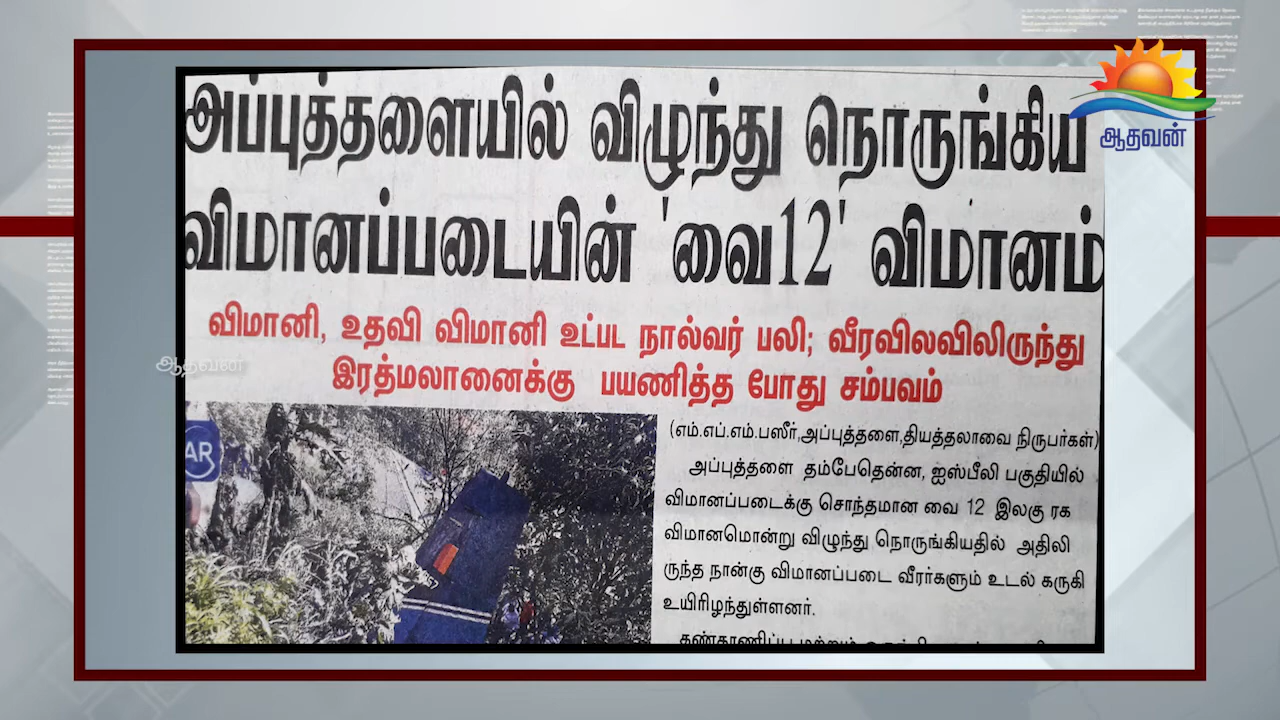 ஆதவன்
அப்புத்தளையில் விழுந்து நொருங்கிய
விமானப்படையின் 'வை12' விமானம்
விமானி, உதவி விமானி உட்பட நால்வர் பலி; வீரவிலவிலிருந்து
இரத்மலானைக்கு பயணித்த போது சம்பவம்
ஆதவன்
AR
(எம்.எப்.எம்.பஸீர்,அப்புத்தளை,தியத்தலாவை நிருபர்கள்)
அப்புத்தளை தம்பேதென்ன, ஐஸ்பீலி பகுதியில்
விமானப்படைக்கு சொந்தமான வை 12 இலகு ரக
விமானமொன்று விழுந்து நொருங்கியதில் அதிலி
ருந்த நான்கு விமானப்படை வீரர்களும் உடல் கருகி
உயிரிழந்துள்ளனர்.